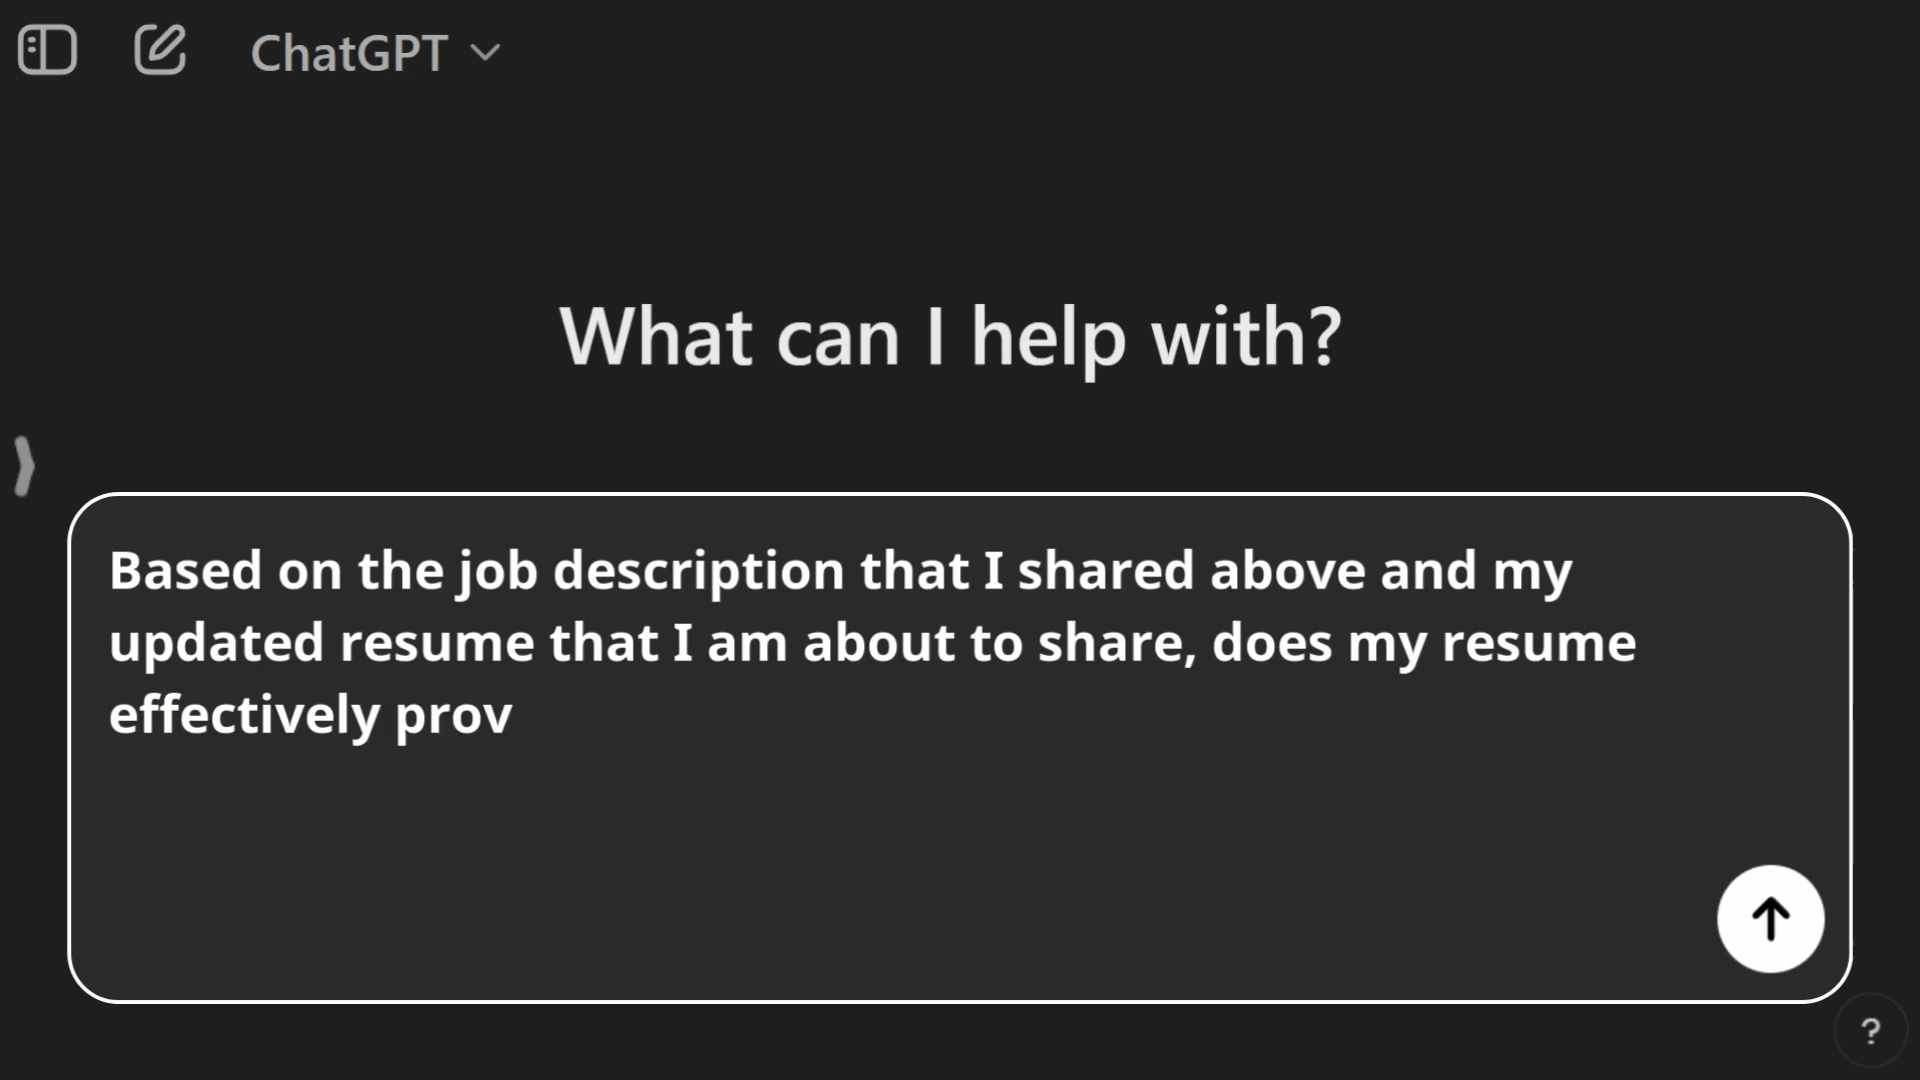 ChatGPT
What can I help with?
Based on the job description that I shared above and my
updated resume that I am about to share, does my resume
effectively prov
?